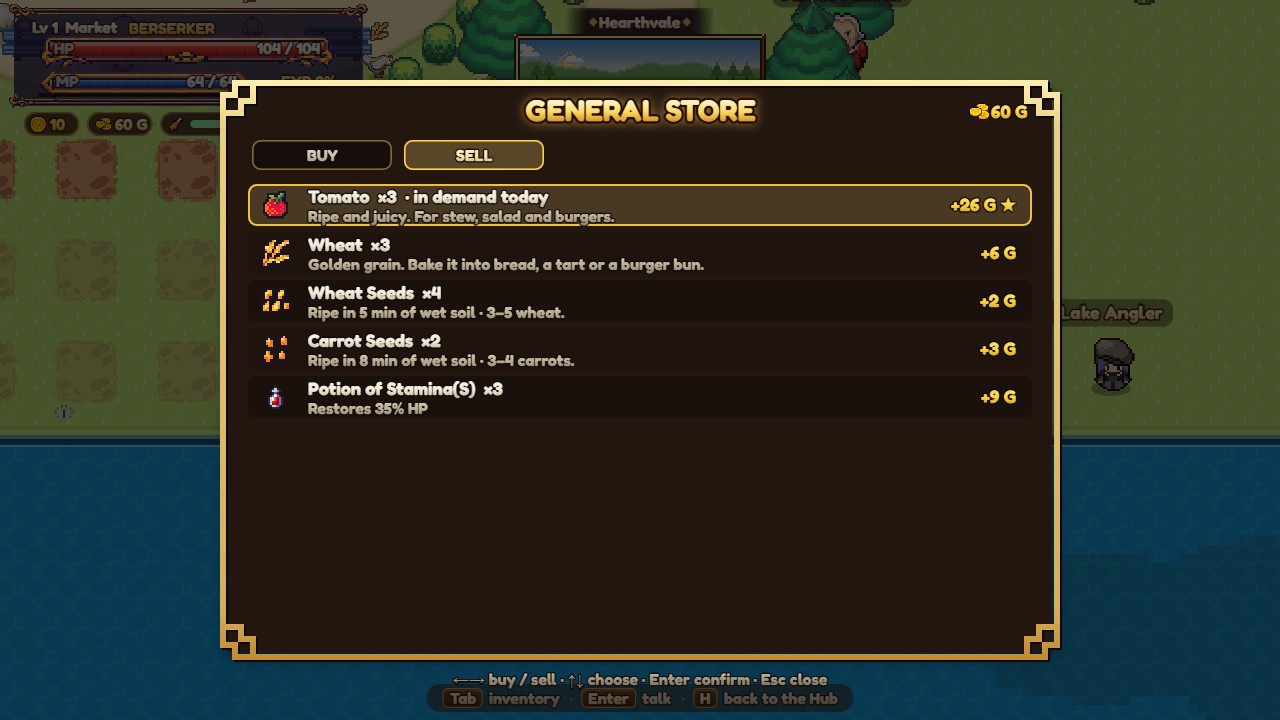 Lv 1 Market BERSERKER
HP 104 / 104
MP 64 / 64
10
60 G
◆Hearthvale◆
GENERAL STORE
60 G
BUY
SELL
Tomato ×3 · in demand today
Ripe and juicy. For stew, salad and burgers.
+26 G ★
Wheat ×3
Golden grain. Bake it into bread, a tart or a burger bun.
+6 G
Wheat Seeds ×4
Ripe in 5 min of wet soil · 3–5 wheat.
+2 G
Carrot Seeds ×2
Ripe in 8 min of wet soil · 3–4 carrots.
+3 G
Potion of Stamina(S) ×3
Restores 35% HP
+9 G
Lake Angler
←→ buy / sell · ↑↓ choose · Enter confirm · Esc close
Tab inventory · Enter talk · H back to the Hub